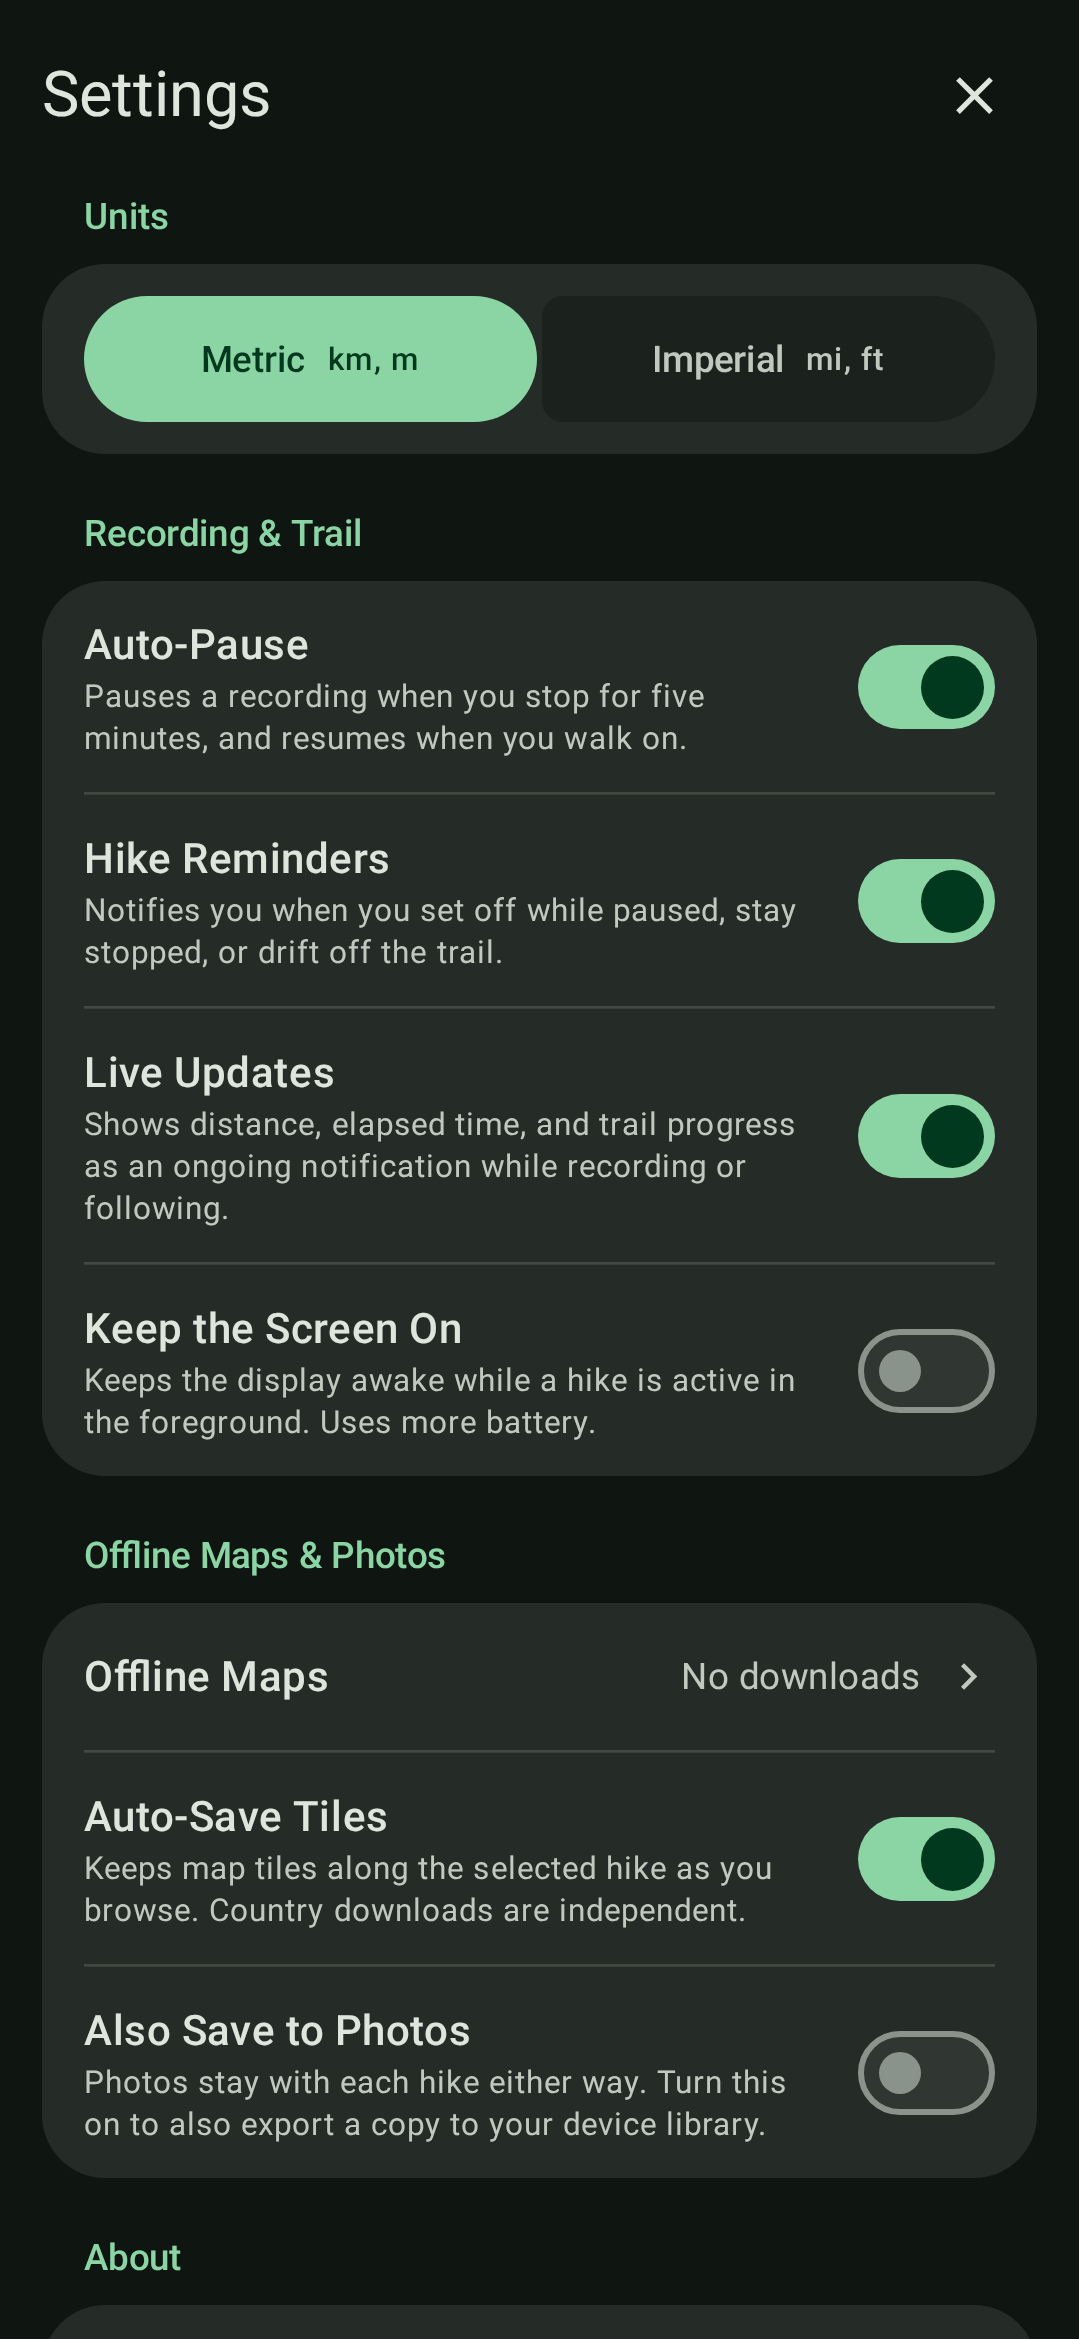 Settings
Units
Metric km, m
Imperial mi, ft
Recording & Trail
Auto-Pause
Pauses a recording when you stop for five
minutes, and resumes when you walk on.
Hike Reminders
Notifies you when you set off while paused, stay
stopped, or drift off the trail.
Live Updates
Shows distance, elapsed time, and trail progress
as an ongoing notification while recording or
following.
Keep the Screen On
Keeps the display awake while a hike is active in
the foreground. Uses more battery.
Offline Maps & Photos
Offline Maps
No downloads
Auto-Save Tiles
Keeps map tiles along the selected hike as you
browse. Country downloads are independent.
Also Save to Photos
Photos stay with each hike either way. Turn this
on to also export a copy to your device library.
About